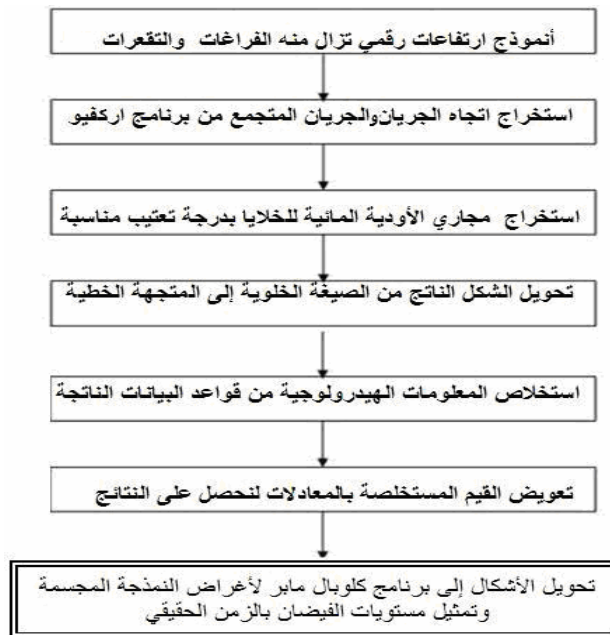 أنموذج ارتفاعات رقمي تزال منه الفراغات والتقعرات
استخراج اتجاه الجريان والجريان المتجمع من برنامج اركفيو
استخراج مجاري الأودية المائية للخلايا بدرجة تعتيب مناسبة
تحويل الشكل الناتج من الصيغة الخلوية إلى المتجهة الخطية
استخلاص المعلومات الهيدرولوجية من قواعد البيانات الناتجة
تعويض القيم المستخلصة بالمعادلات لنحصل على النتائج
تحويل الأشكال إلى برنامج كلوبال مابر لأغراض النمذجة المجسمة
وتمثيل مستويات الفيضان بالزمن الحقيقي